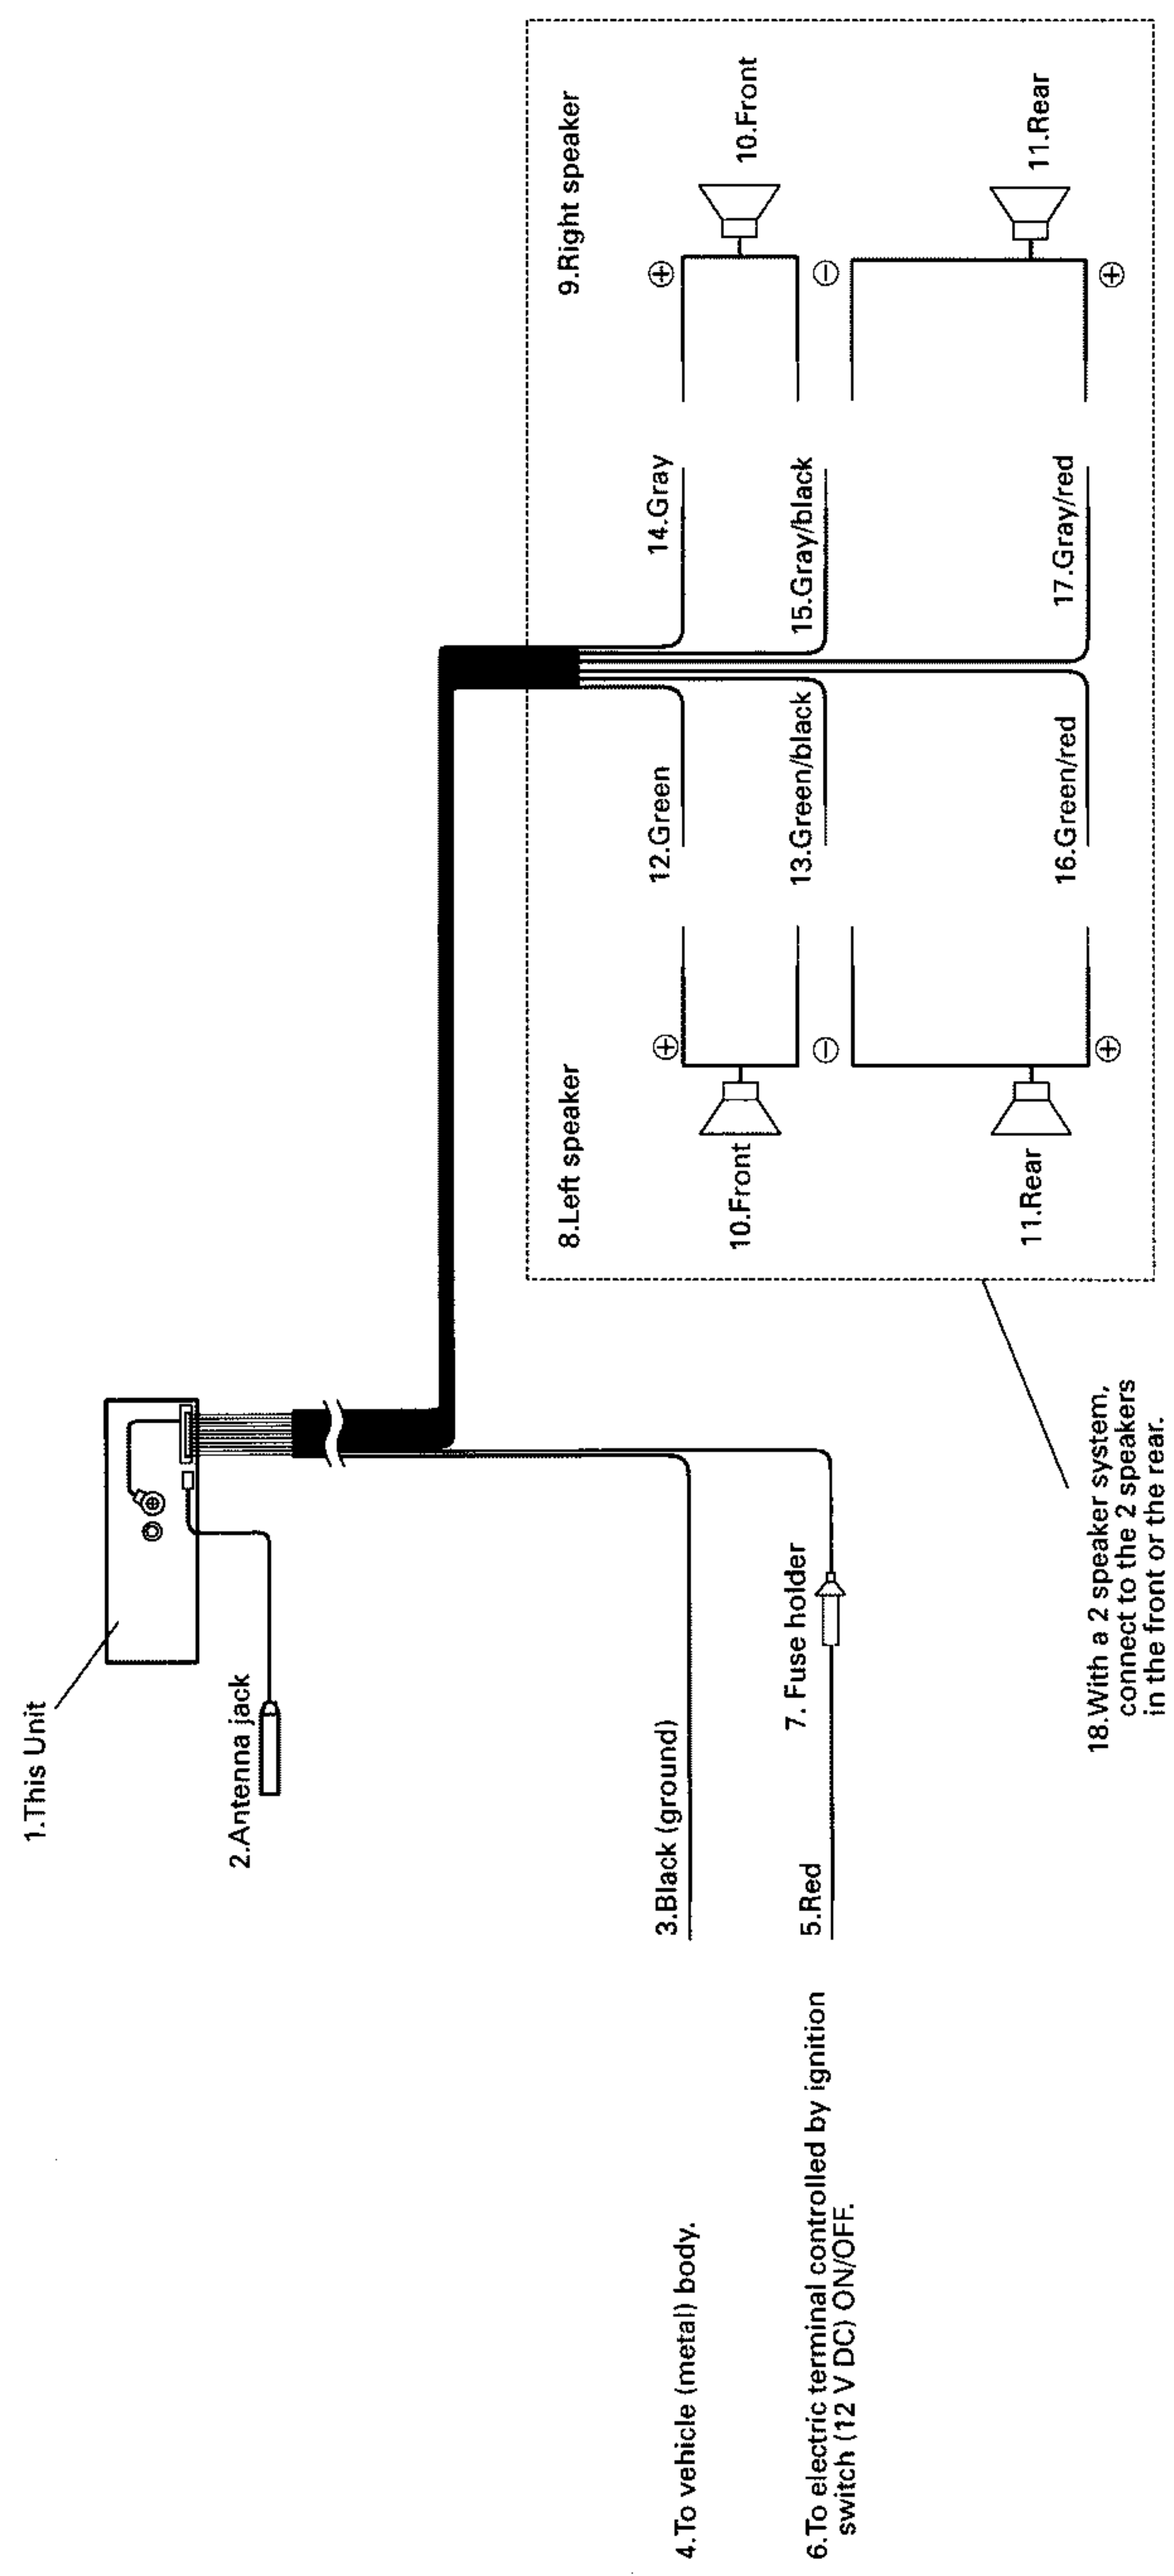 1.This Unit
2.Antenna jack
3.Black (ground)
4.To vehicle (metal) body.
5.Red
6.To electric terminal controlled by ignition
switch (12 V DC) ON/OFF.
7. Fuse holder
8.Left speaker
9.Right speaker
10.Front
10.Front
11.Rear
11.Rear
12.Green
13.Green/black
14.Gray
15.Gray/black
16.Green/red
17.Gray/red
⊕
⊖
⊕
⊕
⊖
⊕
18.With a 2 speaker system,
connect to the 2 speakers
in the front or the rear.